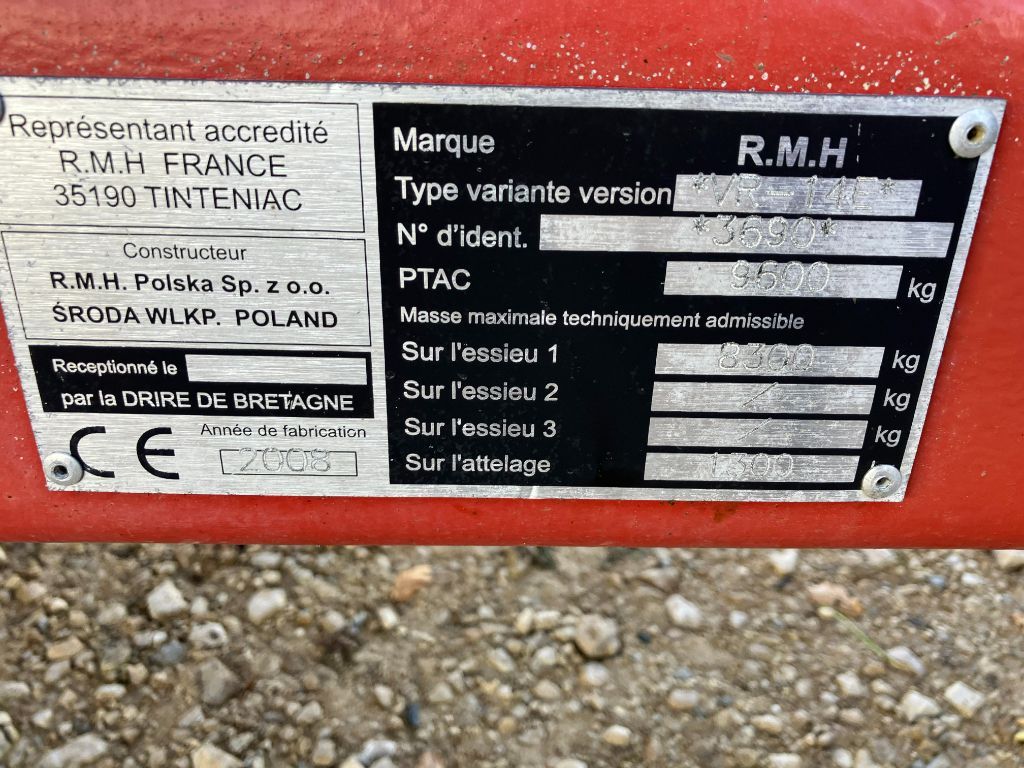 Représentant accredité
R.M.H FRANCE
35190 TINTENIAC
Constructeur
R.M.H. Polska Sp. z o.o.
ŚRODA WLKP. POLAND
Receptionné le
par la DRIRE DE BRETAGNE
CE
Année de fabrication
2008
Marque R.M.H
Type variante version *VR-14E*
N° d'ident. *3690*
PTAC 9600 kg
Masse maximale techniquement admissible
Sur l'essieu 1 8300 kg
Sur l'essieu 2 / kg
Sur l'essieu 3 / kg
Sur l'attelage 1300